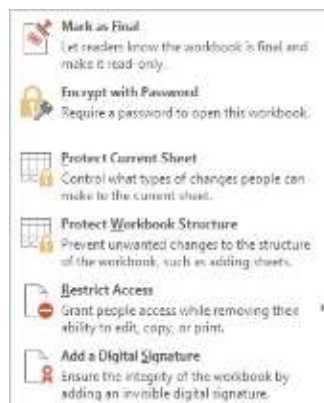 Mark as Final
Let readers know the workbook is final and
make it read-only.
Encrypt with Password
Require a password to open this workbook.
Protect Current Sheet
Control what types of changes people can
make to the current sheet.
Protect Workbook Structure
Prevent unwanted changes to the structure
of the workbook, such as adding sheets.
Restrict Access
Grant people access while removing their
ability to edit, copy, or print.
Add a Digital Signature
Ensure the integrity of the workbook by
adding an invisible digital signature.